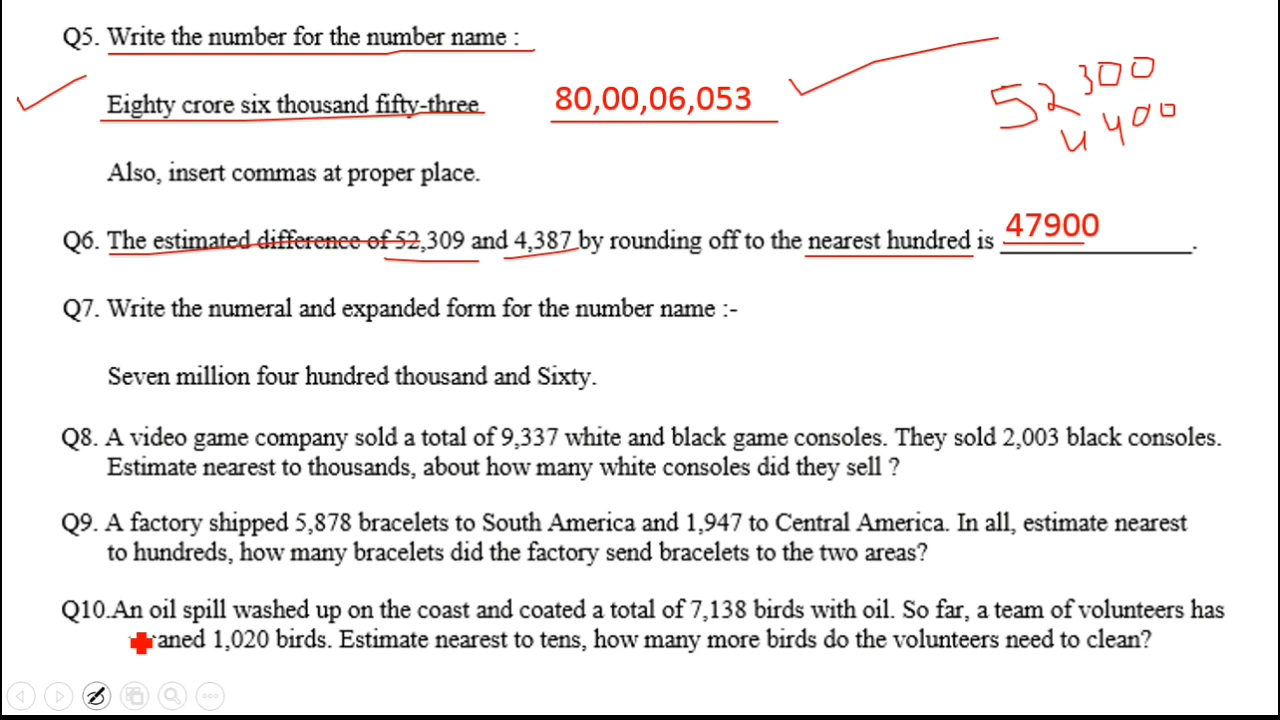 Q5. Write the number for the number name :
Eighty crore six thousand fifty-three 80,00,06,053
52300
4400
Also, insert commas at proper place.
Q6. The estimated difference of 52,309 and 4,387 by rounding off to the nearest hundred is 47900.
Q7. Write the numeral and expanded form for the number name :-
Seven million four hundred thousand and Sixty.
Q8. A video game company sold a total of 9,337 white and black game consoles. They sold 2,003 black consoles.
Estimate nearest to thousands, about how many white consoles did they sell ?
Q9. A factory shipped 5,878 bracelets to South America and 1,947 to Central America. In all, estimate nearest
to hundreds, how many bracelets did the factory send bracelets to the two areas?
Q10.An oil spill washed up on the coast and coated a total of 7,138 birds with oil. So far, a team of volunteers has
aned 1,020 birds. Estimate nearest to tens, how many more birds do the volunteers need to clean?